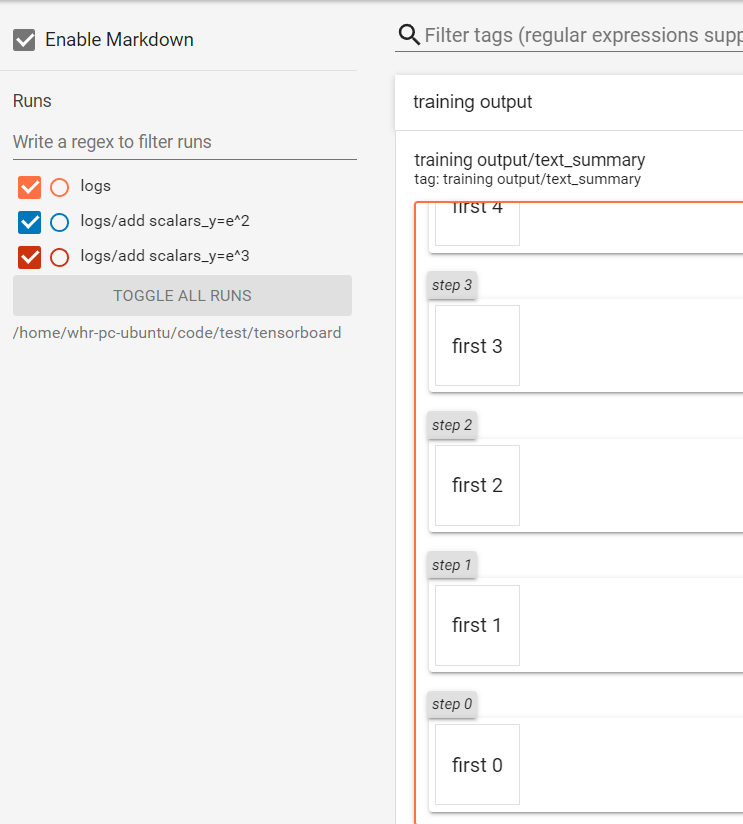 Enable Markdown
Runs
Write a regex to filter runs
logs
logs/add scalars_y=e^2
logs/add scalars_y=e^3
TOGGLE ALL RUNS
/home/whr-pc-ubuntu/code/test/tensorboard
Filter tags (regular expressions supp
training output
training output/text_summary
tag: training output/text_summary
first 4
step 3
first 3
step 2
first 2
step 1
first 1
step 0
first 0